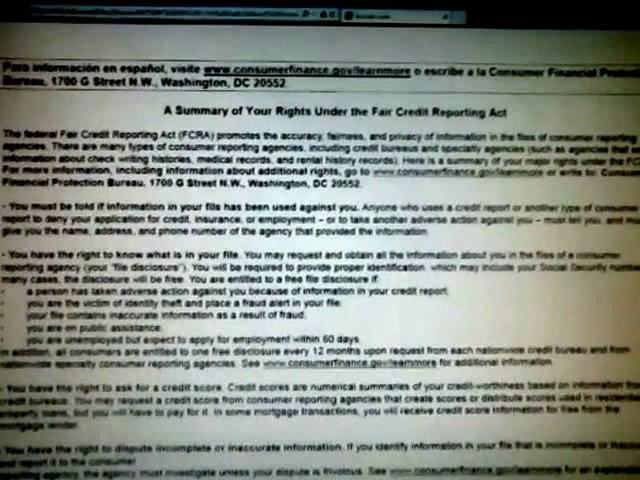 Para información en español, visite www.consumerfinance.gov/learnmore o escribe a la Consumer Financial
Bureau, 1700 G Street N.W., Washington, DC 20552
A Summary of Your Rights Under the Fair Credit Reporting Act
The federal Fair Credit Reporting Act (FCRA) promotes the accuracy, fairness, and privacy of information in the files of consumer reporting
agencies. There are many types of consumer reporting agencies, including credit bureaus and specialty agencies (such as agencies that
information about check writing histories, medical records, and rental history records). Here is a summary of your major rights under the
For more information, including information about additional rights, go to www.consumerfinance.gov/learnmore or write to:
Financial Protection Bureau, 1700 G Street N.W., Washington, DC 20552.
- You must be told if information in your file has been used against you. Anyone who uses a credit report or another type of consumer
report to deny your application for credit, insurance, or employment – or to take another adverse action against you – must tell you, and
give you the name, address, and phone number of the agency that provided the information.
- You have the right to know what is in your file. You may request and obtain all the information about you in the files of a consumer
reporting agency (your "file disclosure"). You will be required to provide proper identification, which may include your Social Security
many cases, the disclosure will be free. You are entitled to a free file disclosure if:
- a person has taken adverse action against you because of information in your credit report;
- you are the victim of identity theft and place a fraud alert in your file;
- your file contains inaccurate information as a result of fraud;
- you are on public assistance;
- you are unemployed but expect to apply for employment within 60 days.
In addition, all consumers are entitled to one free disclosure every 12 months upon request from each nationwide credit bureau and from
nationwide specialty consumer reporting agencies. See www.consumerfinance.gov/learnmore for additional information.
- You have the right to ask for a credit score. Credit scores are numerical summaries of your credit-worthiness based on information
credit bureaus. You may request a credit score from consumer reporting agencies that create scores or distribute scores used in
property loans, but you will have to pay for it. In some mortgage transactions, you will receive credit score information for free from the
mortgage lender.
- You have the right to dispute incomplete or inaccurate information. If you identify information in your file that is incomplete or
and report it to the consumer
reporting agency, the agency must investigate unless your dispute is frivolous. See www.consumerfinance.gov/learnmore for an